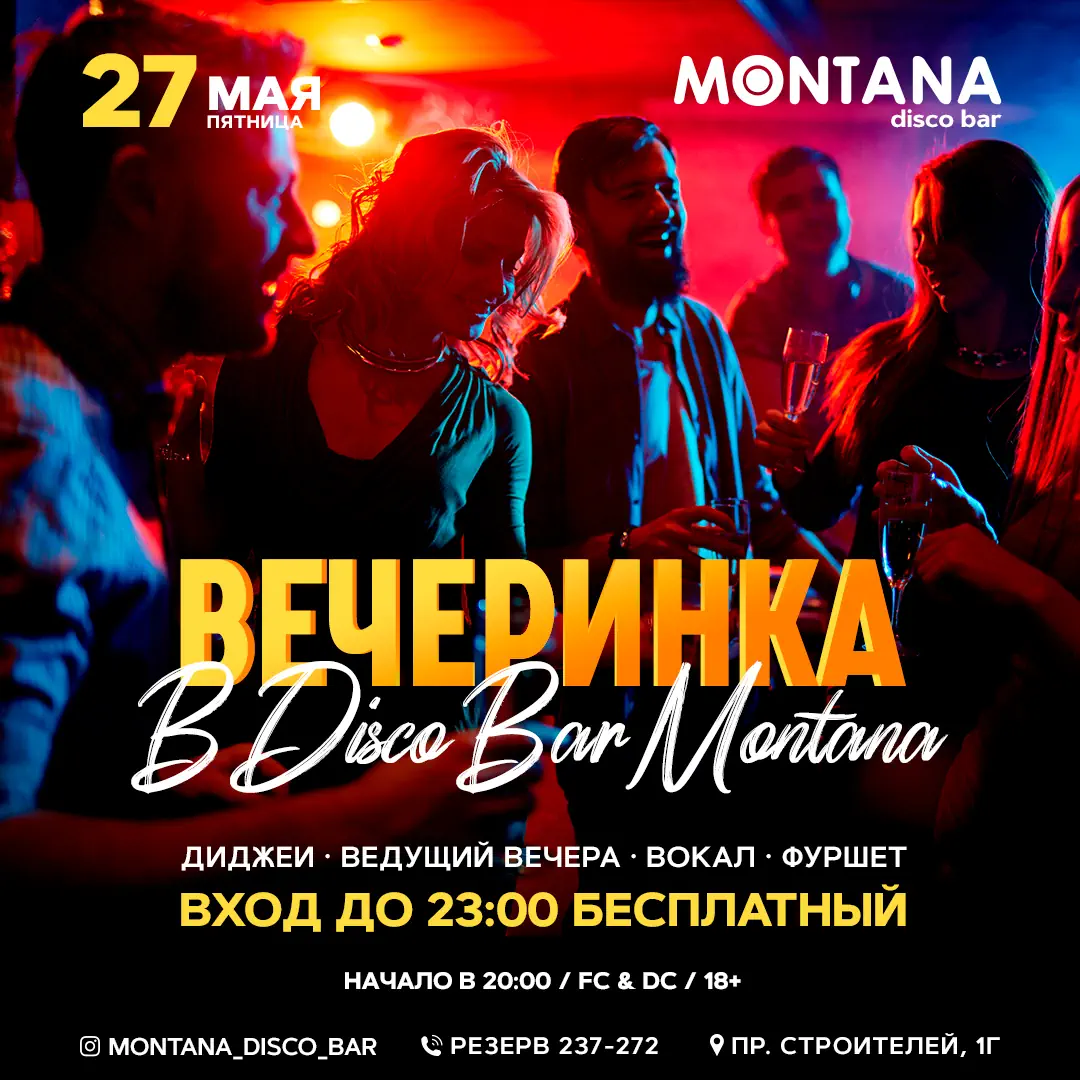 27 МАЯ
ПЯТНИЦА
MONTANA
disco bar
ВЕЧЕРИНКА
В Disco Bar Montana
ДИДЖЕИ · ВЕДУЩИЙ ВЕЧЕРА · ВОКАЛ · ФУРШЕТ
ВХОД ДО 23:00 БЕСПЛАТНЫЙ
НАЧАЛО В 20:00 / FC & DC / 18+
MONTANA_DISCO_BAR
РЕЗЕРВ 237-272
ПР. СТРОИТЕЛЕЙ, 1Г